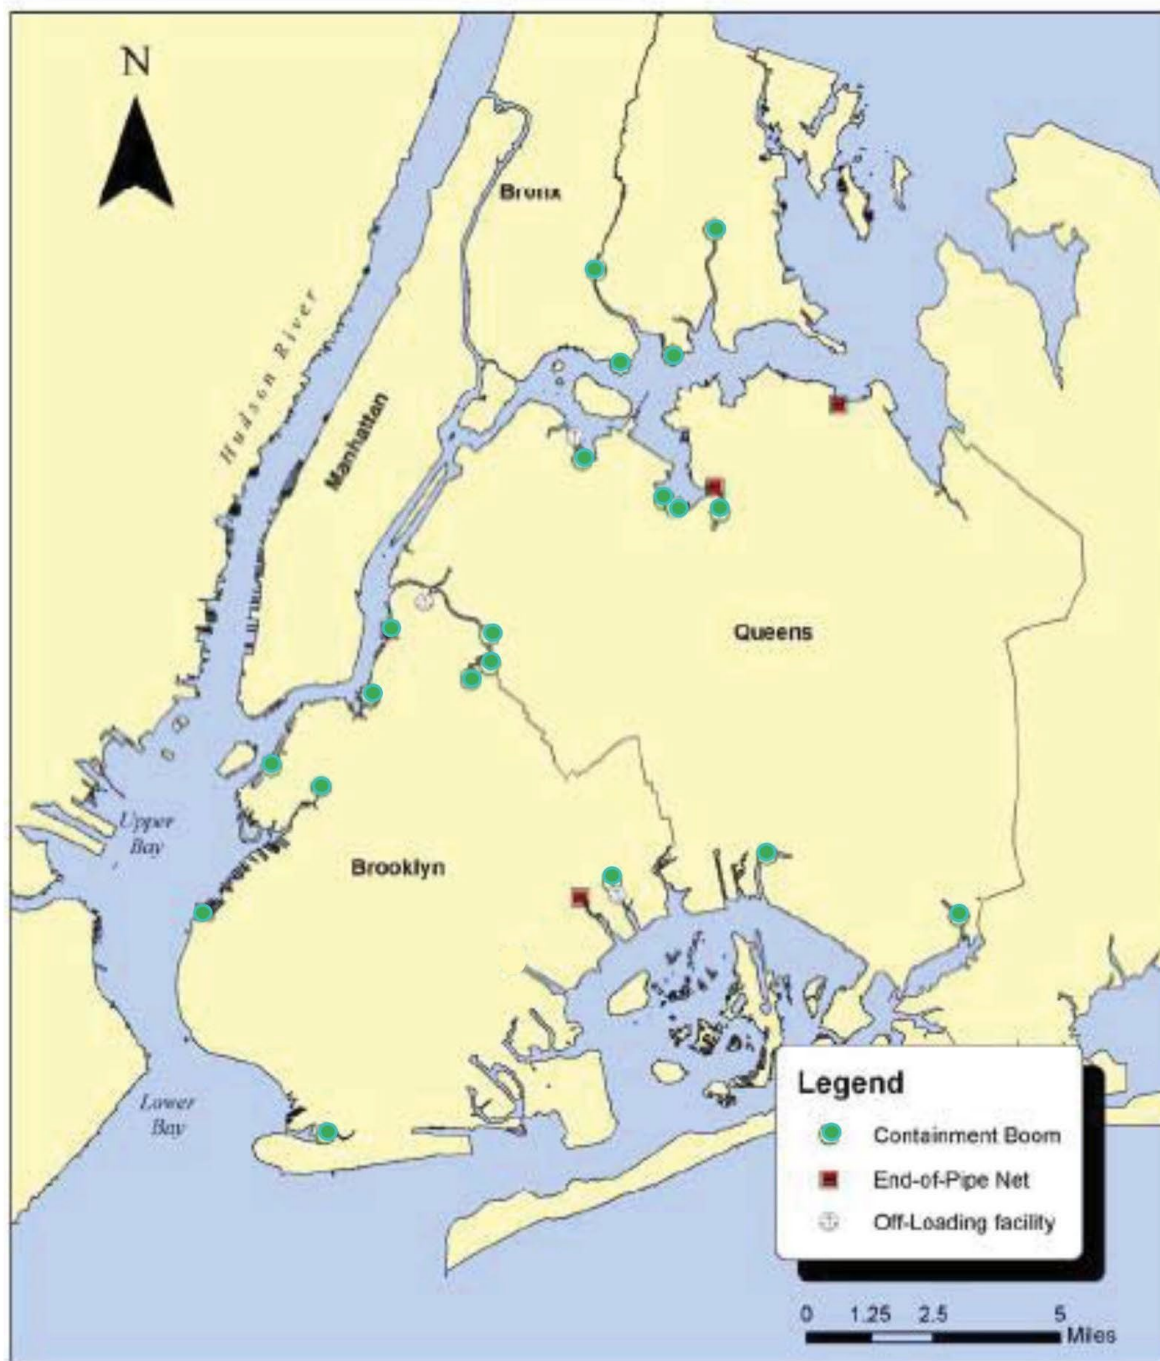 N
Bronx
Hudson River
Manhattan
Queens
Upper
Bay
Brooklyn
Lower
Bay
Legend
Containment Boom
End-of-Pipe Net
Off-Loading facility
0 1.25 2.5 5
Miles